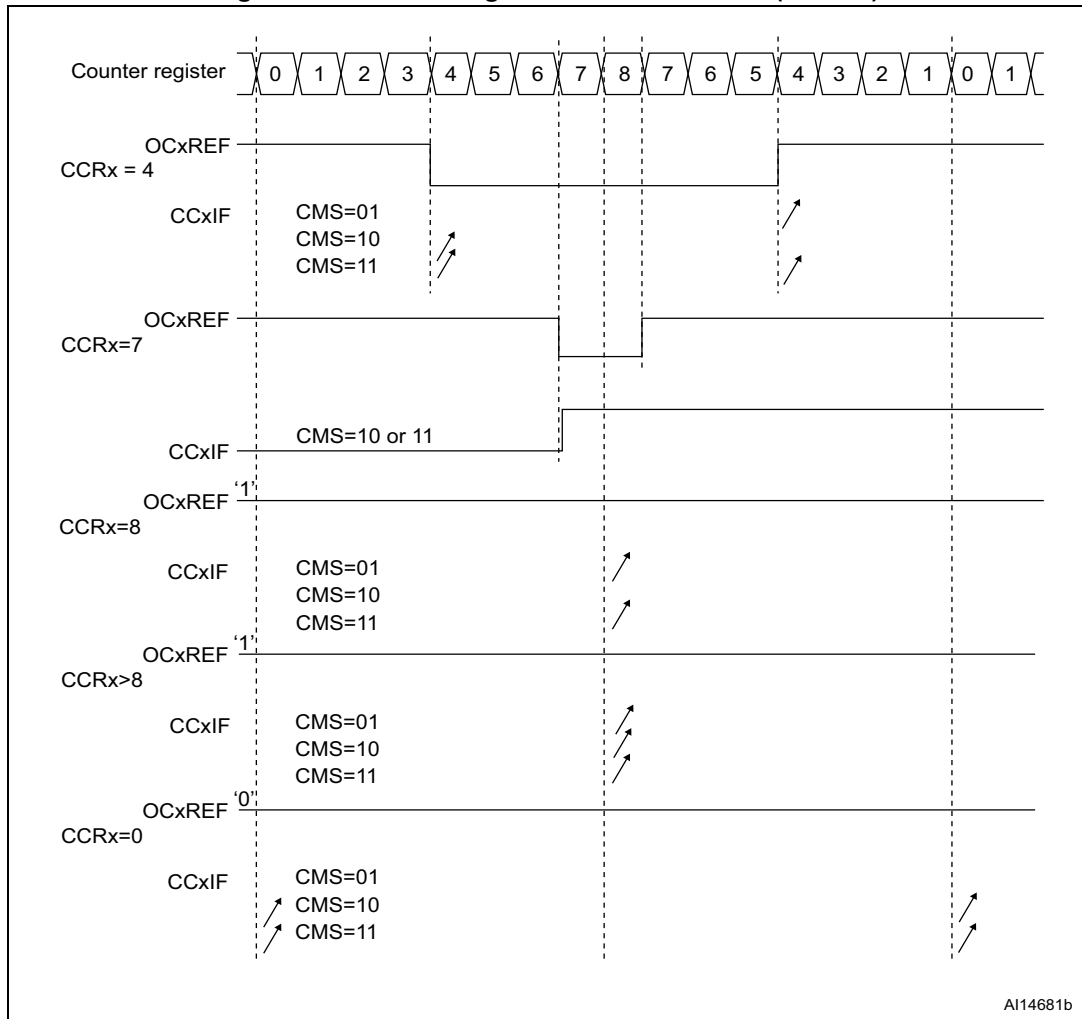 Counter register 0 1 2 3 4 5 6 7 8 7 6 5 4 3 2 1 0 1
OCxREF
CCRx = 4
CCxIF CMS=01
CMS=10
CMS=11
OCxREF
CCRx=7
CMS=10 or 11
CCxIF
OCxREF '1'
CCRx=8
CCxIF CMS=01
CMS=10
CMS=11
OCxREF '1'
CCRx>8
CCxIF CMS=01
CMS=10
CMS=11
OCxREF '0'
CCRx=0
CCxIF CMS=01
CMS=10
CMS=11
AI14681b